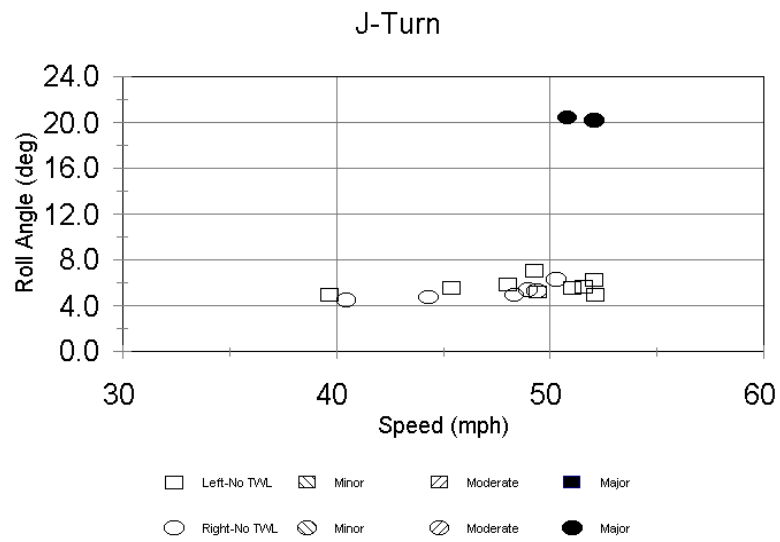 J-Turn
24.0
20.0
16.0
12.0
8.0
4.0
0.0
Roll Angle (deg)
30 40 50 60
Speed (mph)
Left-No TWL Minor Moderate Major
Right-No TWL Minor Moderate Major